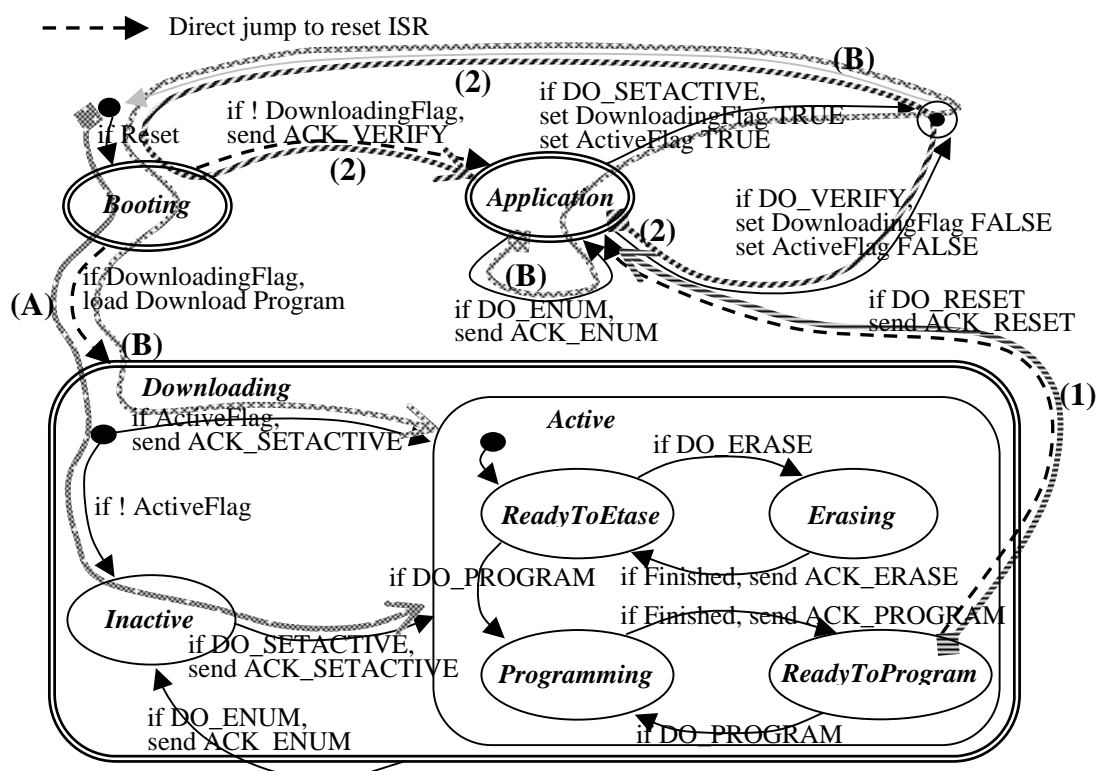 Direct jump to reset ISR
(B)
(2)
if Reset
if ! DownloadingFlag,
send ACK_VERIFY
(2)
if DO_SETACTIVE,
set DownloadingFlag TRUE
set ActiveFlag TRUE
Booting
Application
if DO_VERIFY,
set DownloadingFlag FALSE
set ActiveFlag FALSE
(2)
(B)
(A)
if DownloadingFlag,
load Download Program
if DO_ENUM,
send ACK_ENUM
if DO_RESET
send ACK_RESET
(B)
(1)
Downloading
if ActiveFlag,
send ACK_SETACTIVE
Active
if DO_ERASE
if ! ActiveFlag
ReadyToEtase
Erasing
if DO_PROGRAM
if Finished, send ACK_ERASE
if Finished, send ACK_PROGRAM
Inactive
if DO_SETACTIVE,
send ACK_SETACTIVE
Programming
ReadyToProgram
if DO_ENUM,
send ACK_ENUM
if DO_PROGRAM